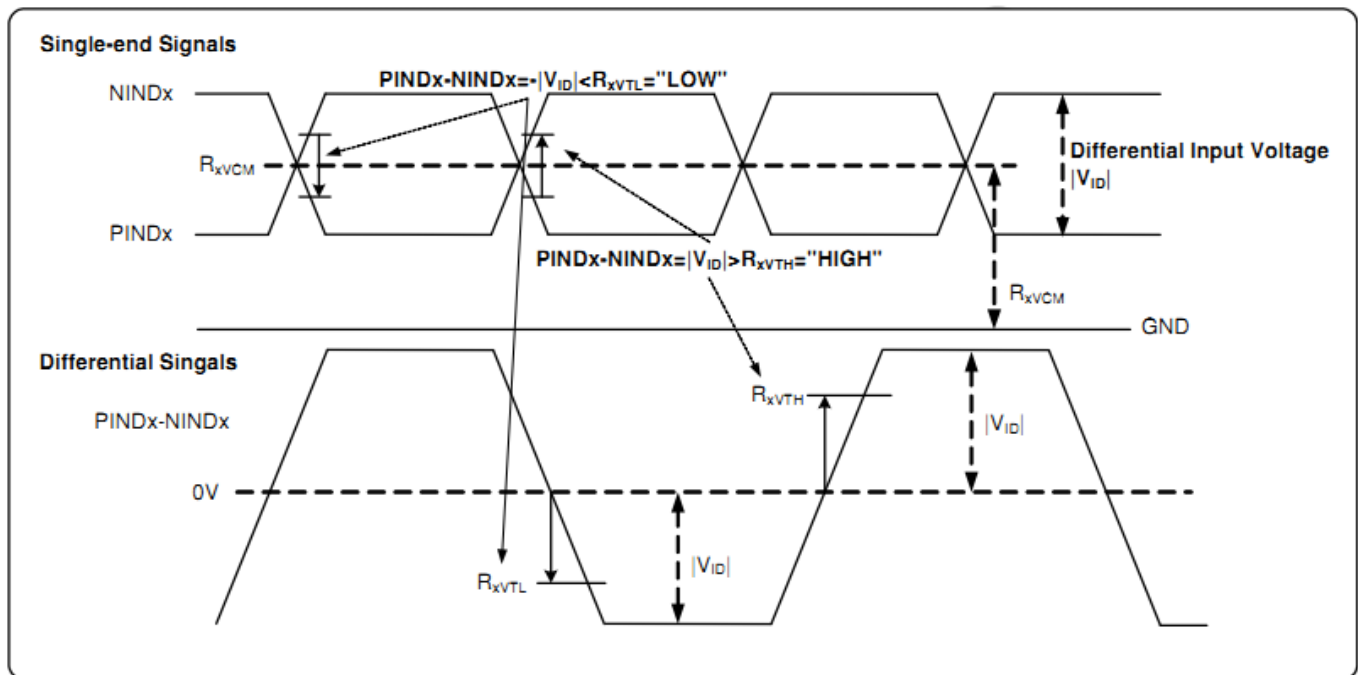 Single-end Signals
PINDx-NINDx=-|VID|<RxVTL="LOW"
NINDx
Differential Input Voltage
|VID|
RxVCM
PINDx
PINDx-NINDx=|VID|>RxVTH="HIGH"
RxVCM
GND
Differential Singals
RxVTH
PINDx-NINDx
|VID|
0V
|VID|
RxVTL